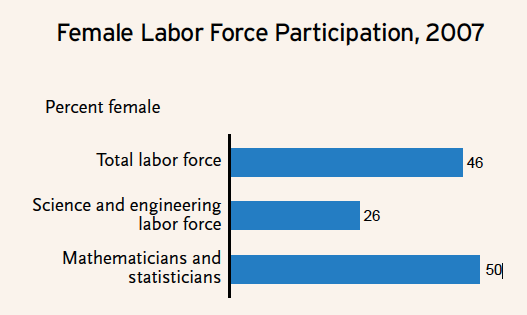 Female Labor Force Participation, 2007
Percent female
Total labor force 46
Science and engineering
labor force 26
Mathematicians and
statisticians 50